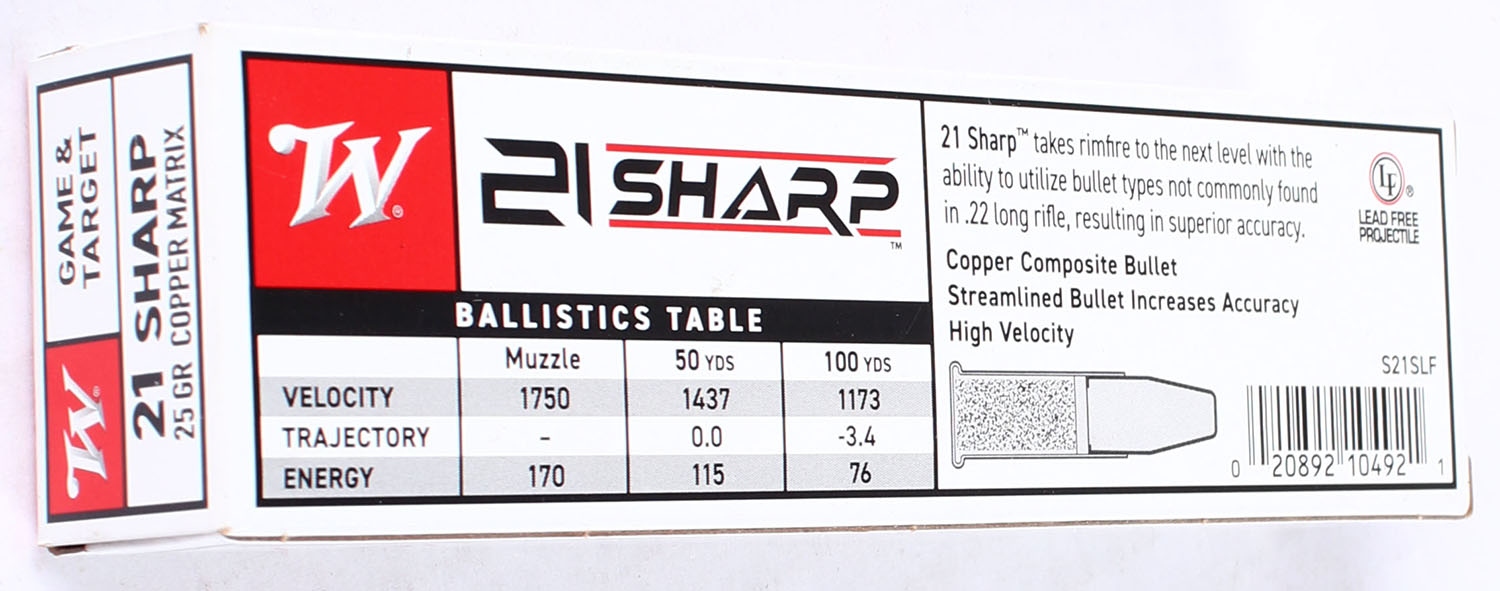 GAME &
TARGET
21 SHARP
25 GR COPPER MATRIX
W®
W®
21 SHARP™
BALLISTICS TABLE
Muzzle 50 YDS 100 YDS
VELOCITY 1750 1437 1173
TRAJECTORY - 0.0 -3.4
ENERGY 170 115 76
21 Sharp™ takes rimfire to the next level with the
ability to utilize bullet types not commonly found
in .22 long rifle, resulting in superior accuracy.
Copper Composite Bullet
Streamlined Bullet Increases Accuracy
High Velocity
LF®
LEAD FREE
PROJECTILE
S21SLF
0 20892 10492 1